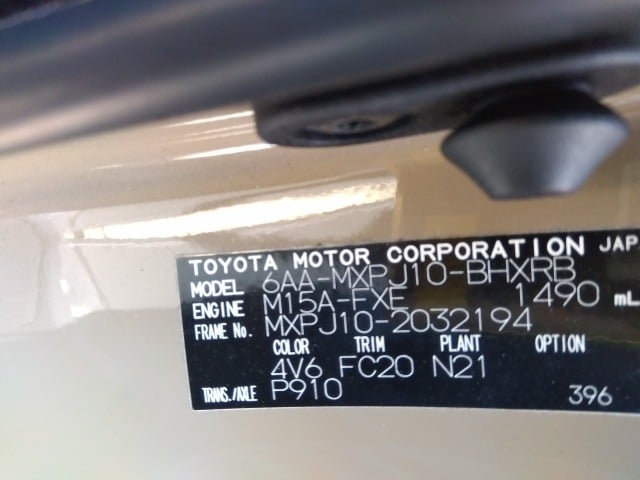 TOYOTA MOTOR CORPORATION JAP
MODEL 6AA-MXPJ10-BHXRB
ENGINE M15A-FXE 1490 mL
FRAME No. MXPJ10-2032194
COLOR TRIM PLANT OPTION
4V6 FC20 N21
TRANS./AXLE P910 396